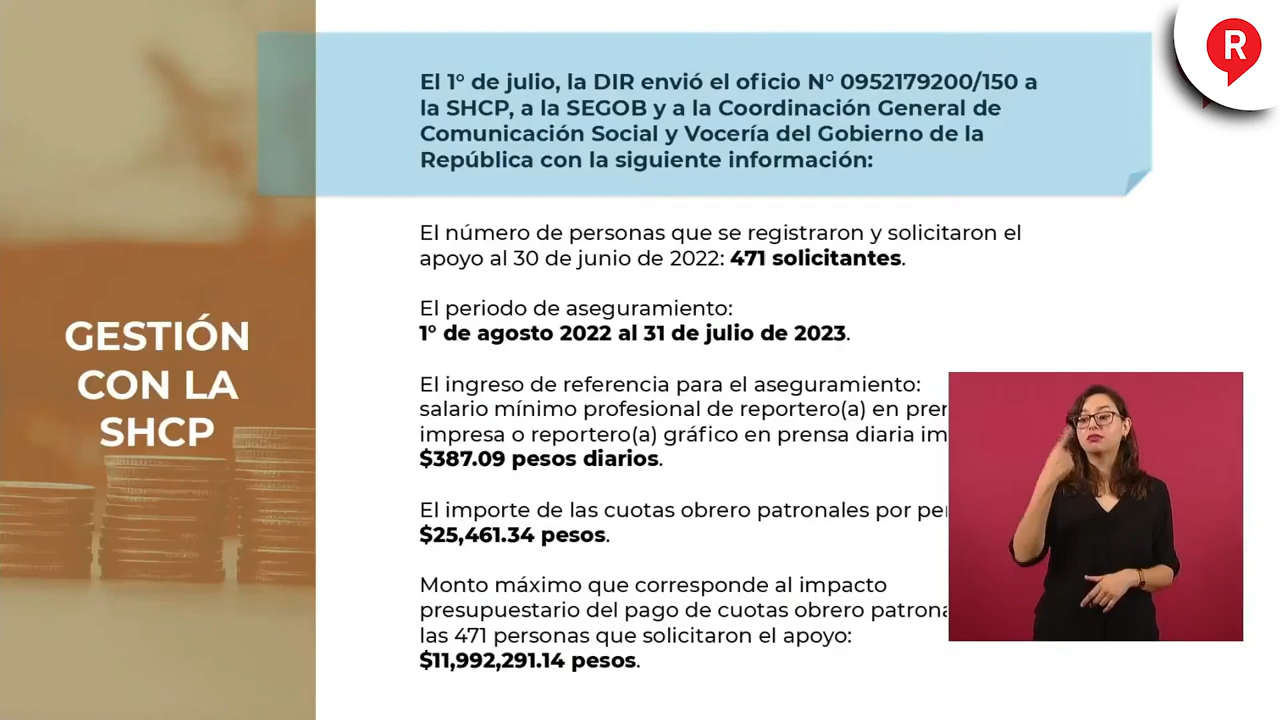 R
El 1° de julio, la DIR envió el oficio N° 0952179200/150 a
la SHCP, a la SEGOB y a la Coordinación General de
Comunicación Social y Vocería del Gobierno de la
República con la siguiente información:
GESTIÓN
CON LA
SHCP
El número de personas que se registraron y solicitaron el
apoyo al 30 de junio de 2022: 471 solicitantes.
El periodo de aseguramiento:
1° de agosto 2022 al 31 de julio de 2023.
El ingreso de referencia para el aseguramiento:
salario mínimo profesional de reportero(a) en
impresa o reportero(a) gráfico en prensa diaria
$387.09 pesos diarios.
El importe de las cuotas obrero patronales por
$25,461.34 pesos.
Monto máximo que corresponde al impacto
presupuestario del pago de cuotas obrero
las 471 personas que solicitaron el apoyo:
$11,992,291.14 pesos.